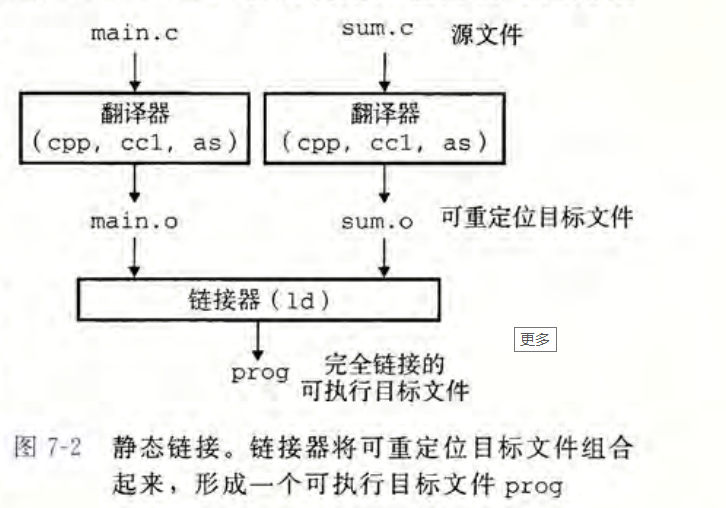 main.c sum.c 源文件
翻译器 翻译器
(cpp, cc1, as) (cpp, cc1, as)
main.o sum.o 可重定位目标文件
链接器(ld)
更多
prog 完全链接的
可执行目标文件
图 7-2 静态链接。链接器将可重定位目标文件组合
起来，形成一个可执行目标文件 prog